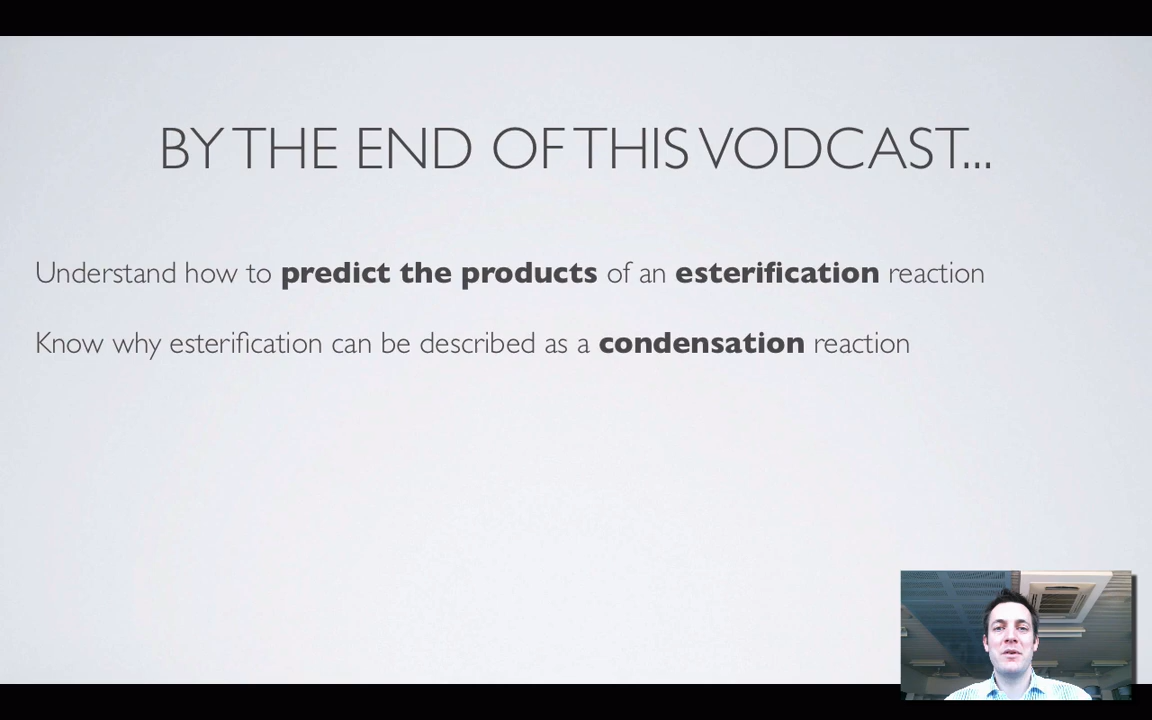 BY THE END OF THIS VODCAST...
Understand how to predict the products of an esterification reaction
Know why esterification can be described as a condensation reaction